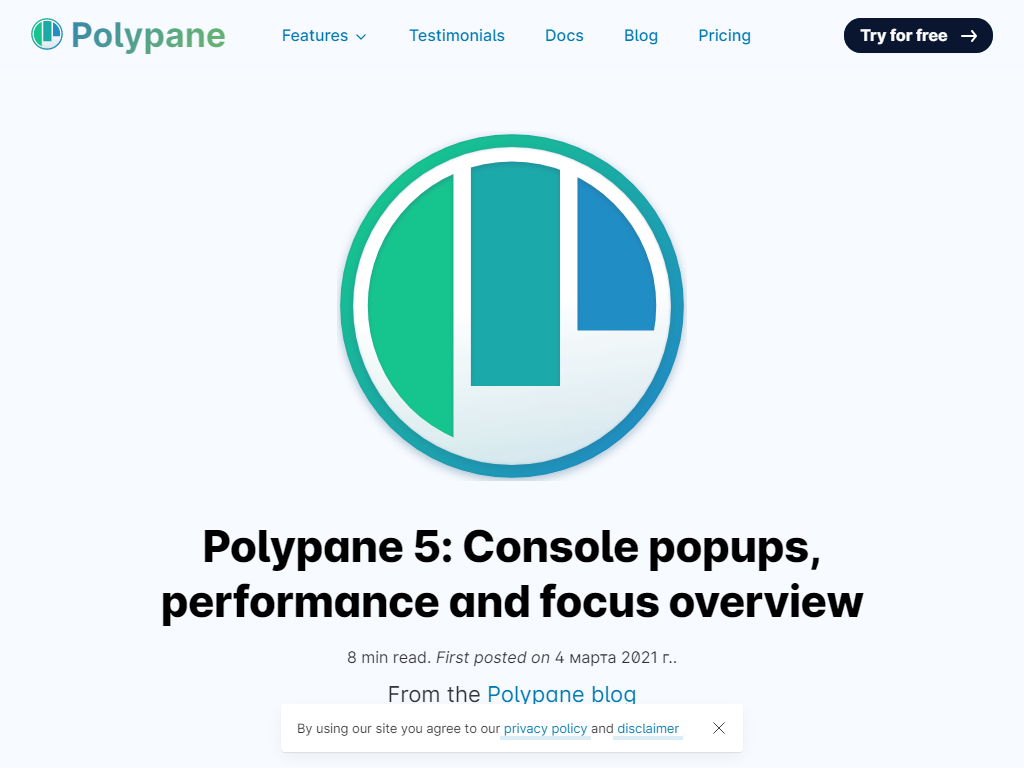 Polypane
Features
Testimonials
Docs
Blog
Pricing
Try for free
Polypane 5: Console popups,
performance and focus overview
8 min read. First posted on 4 марта 2021 г..
From the Polypane blog
By using our site you agree to our privacy policy and disclaimer